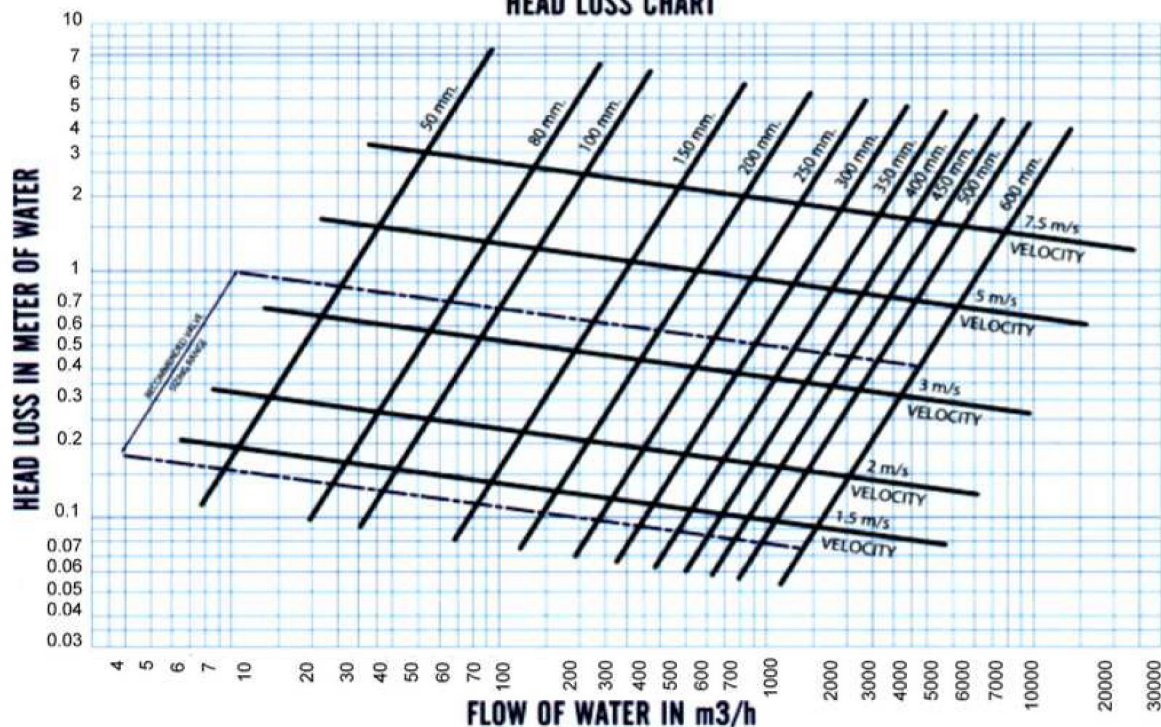 HEAD LOSS CHART
10
7
6
5
4
3
2
1
0.7
0.6
0.5
0.4
0.3
0.2
0.1
0.07
0.06
0.05
0.04
0.03
HEAD LOSS IN METER OF WATER
50 mm.
80 mm.
100 mm.
150 mm.
200 mm.
250 mm.
300 mm.
350 mm.
400 mm.
450 mm.
500 mm.
600 mm.
7.5 m/s
VELOCITY
5 m/s
VELOCITY
3 m/s
VELOCITY
2 m/s
VELOCITY
1.5 m/s
VELOCITY
RECOMMENDED VALVE
SIZING RANGE
4 5 6 7 10 20 30 40 50 100 200 300 400 500 600 1000 2000 3000 4000 5000 6000 10000 20000 30000
FLOW OF WATER IN m3/h